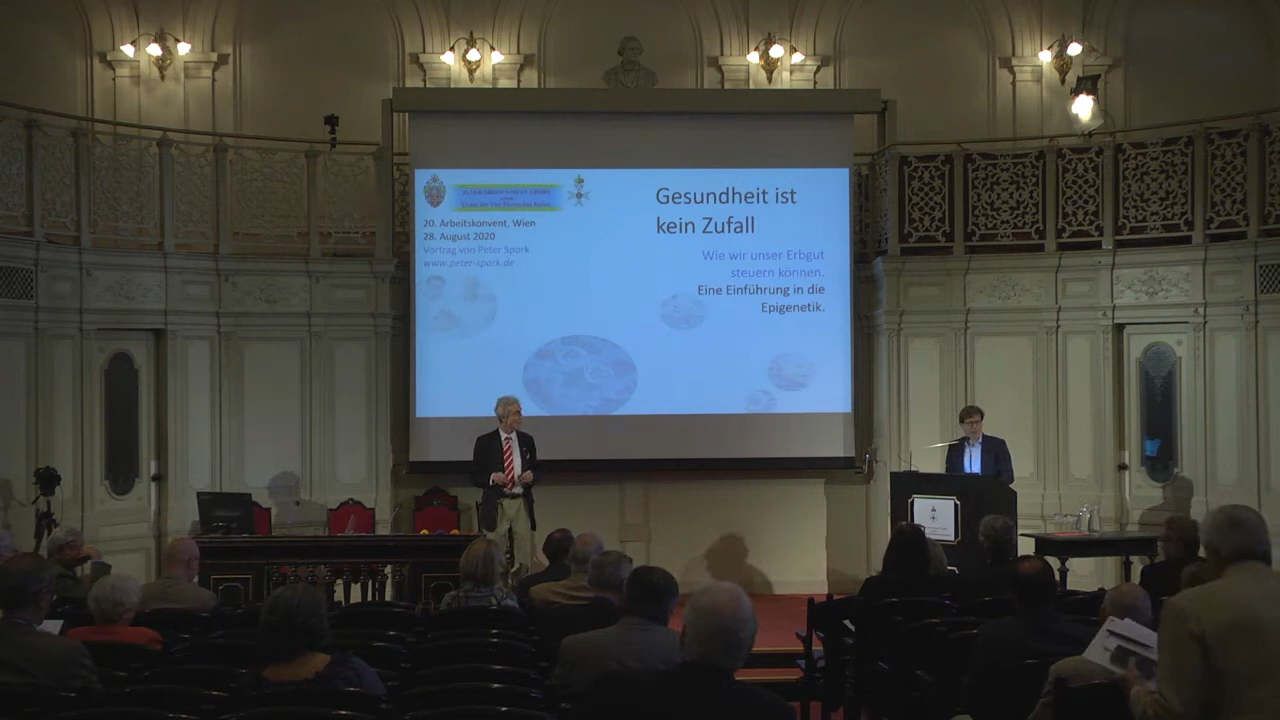 20. Arbeitskonvent, Wien
28. August 2020
Vortrag von Peter Spork
www.peter-spork.de
Gesundheit ist
kein Zufall
Wie wir unser Erbgut
steuern können.
Eine Einführung in die
Epigenetik.